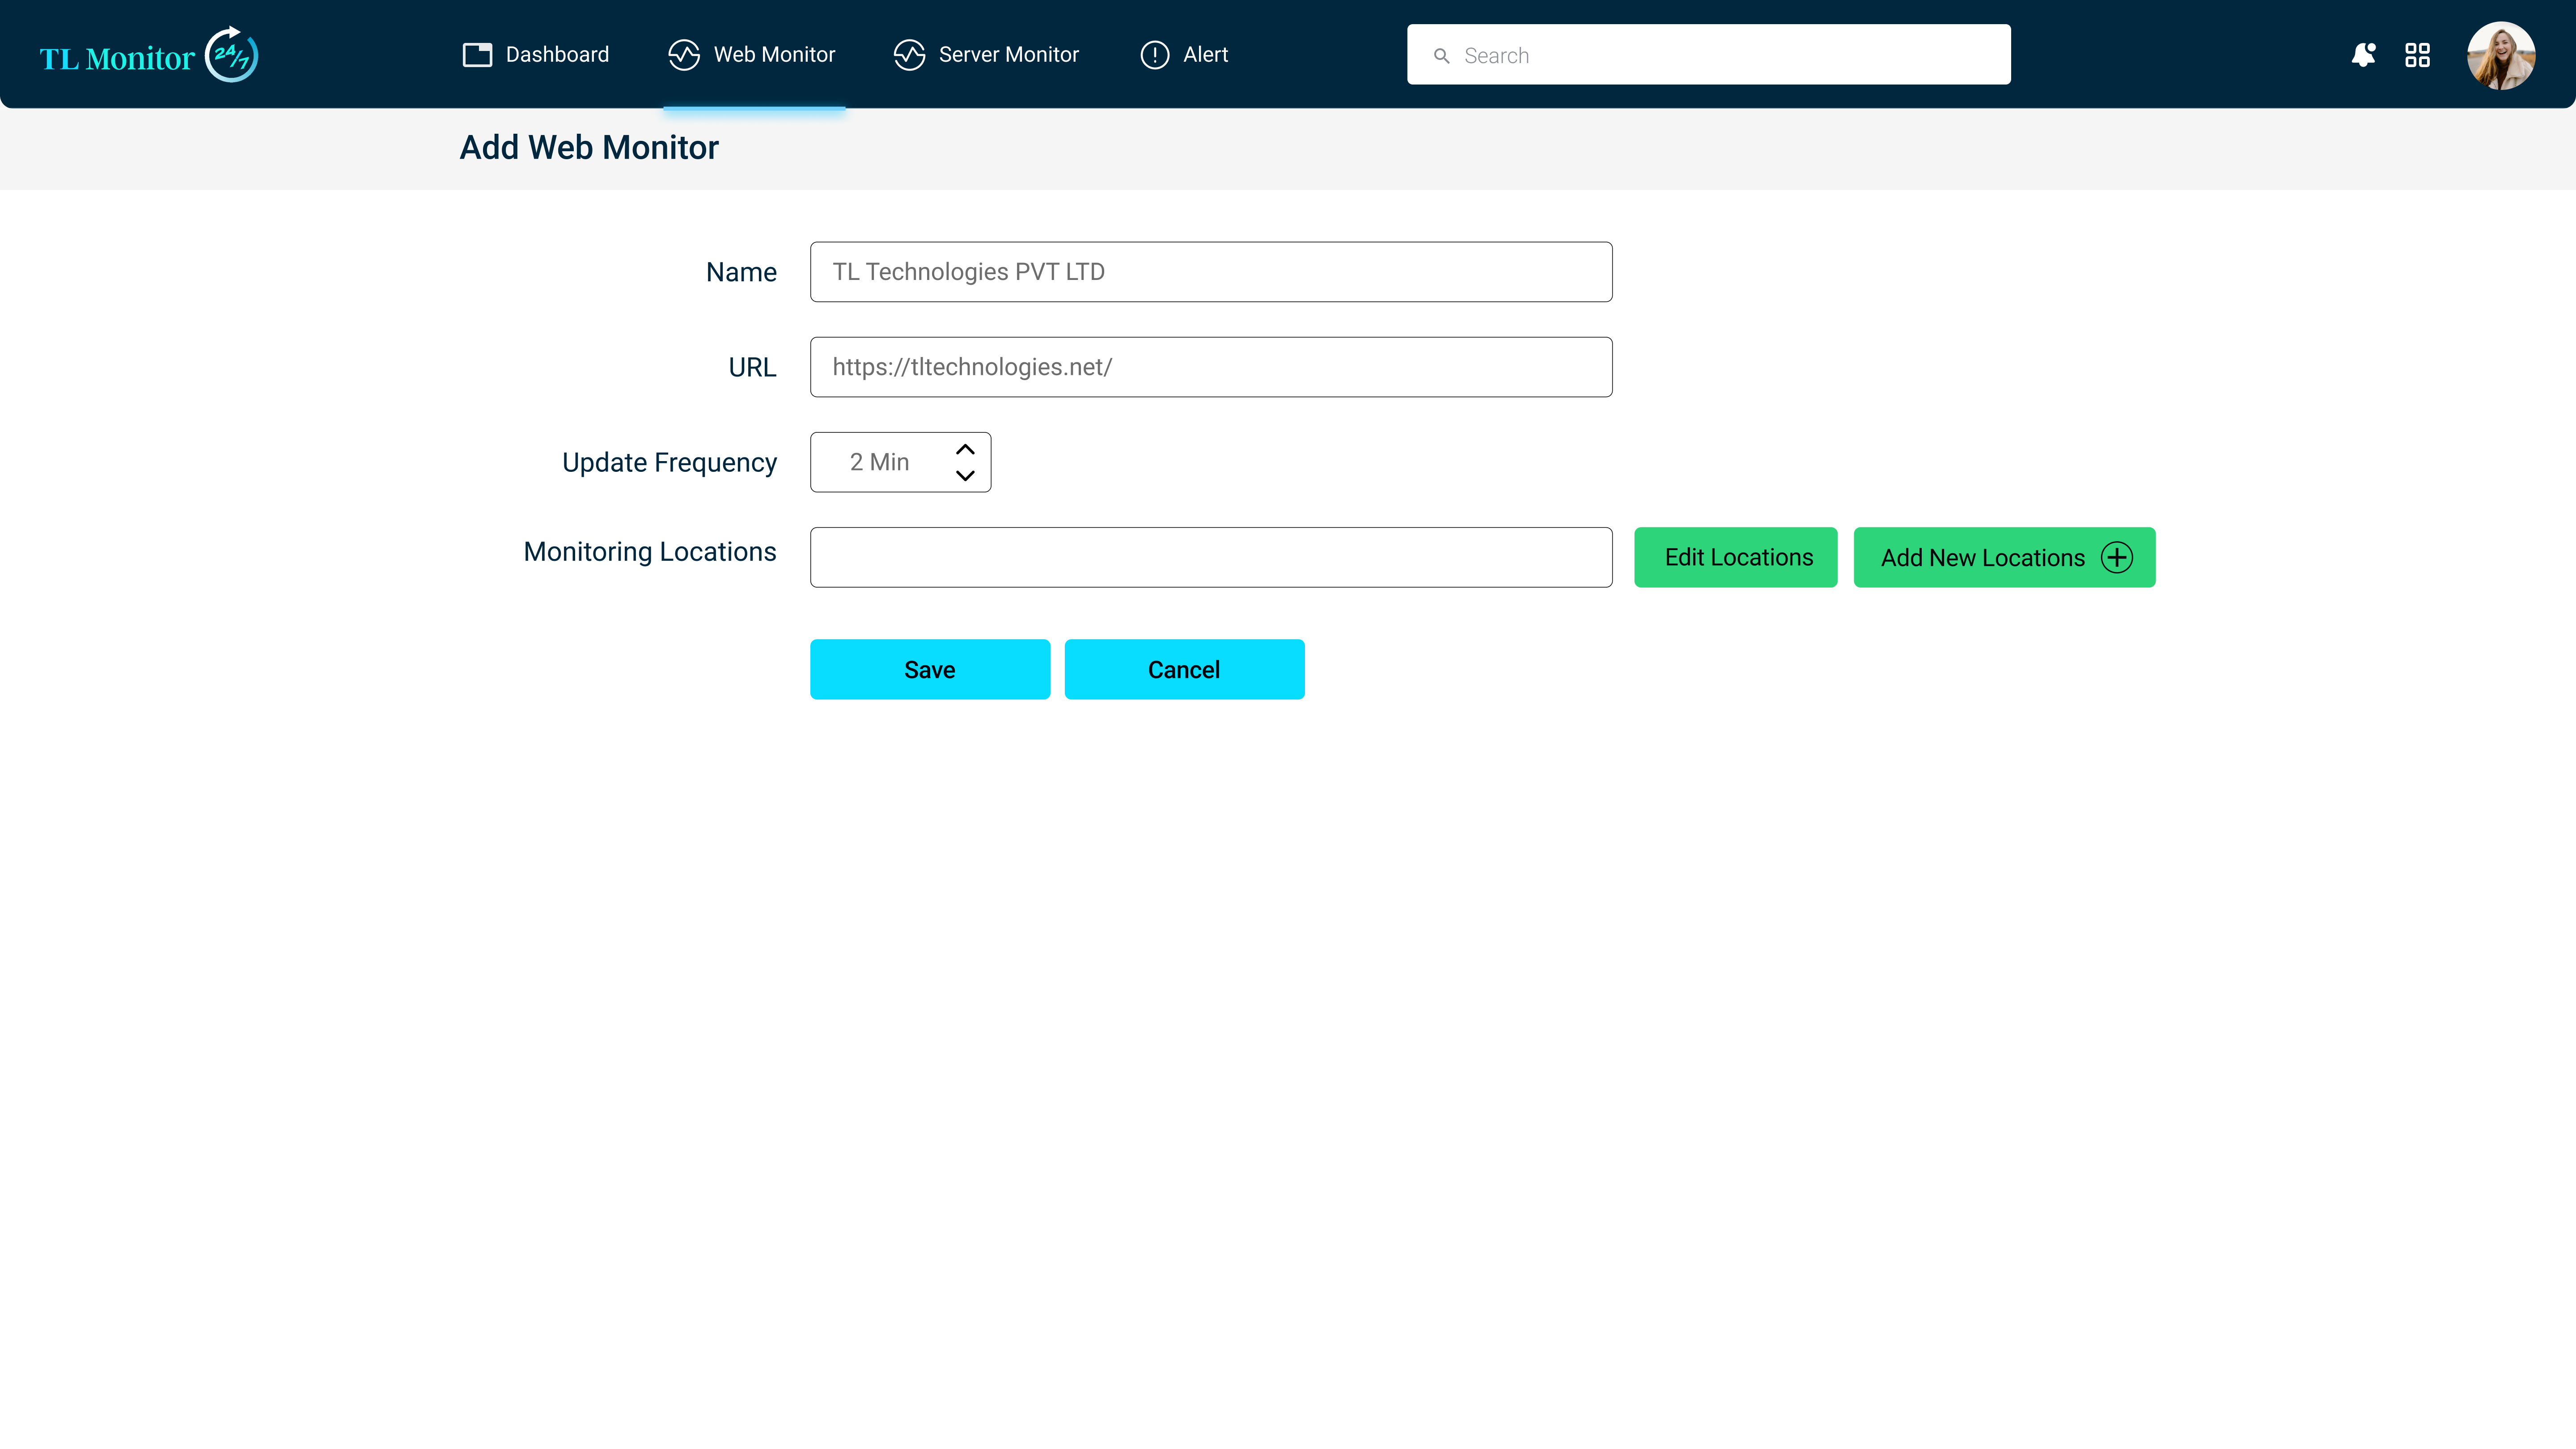 TL Monitor 24/7
Dashboard
Web Monitor
Server Monitor
Alert
Search
Add Web Monitor
Name
TL Technologies PVT LTD
URL
https://tltechnologies.net/
Update Frequency
2 Min
Monitoring Locations
Edit Locations
Add New Locations
Save
Cancel